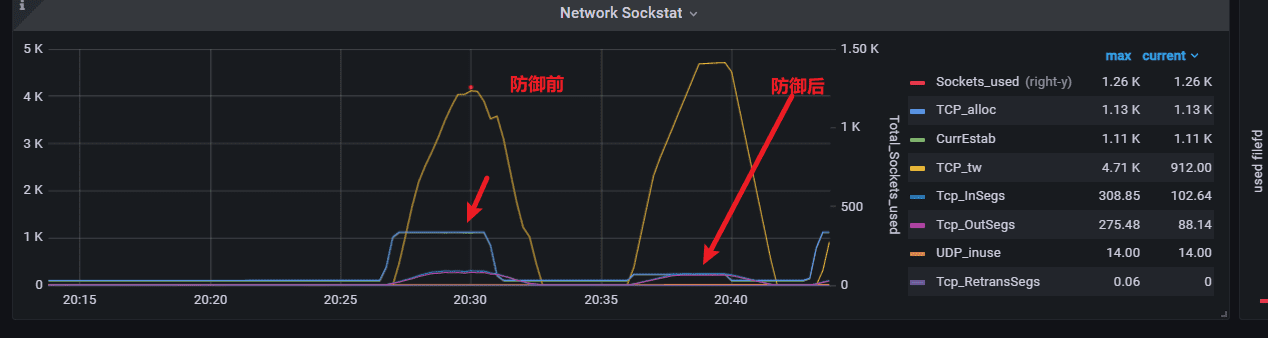 i
Network Sockstat
5 K
4 K
3 K
2 K
1 K
0
1.50 K
1 K
500
0
20:15
20:20
20:25
20:30
20:35
20:40
防御前
防御后
Total_Sockets_used
max current
Sockets_used (right-y) 1.26 K 1.26 K
TCP_alloc 1.13 K 1.13 K
CurrEstab 1.11 K 1.11 K
TCP_tw 4.71 K 912.00
Tcp_InSegs 308.85 102.64
Tcp_OutSegs 275.48 88.14
UDP_inuse 14.00 14.00
Tcp_RetransSegs 0.06 0
used filefd